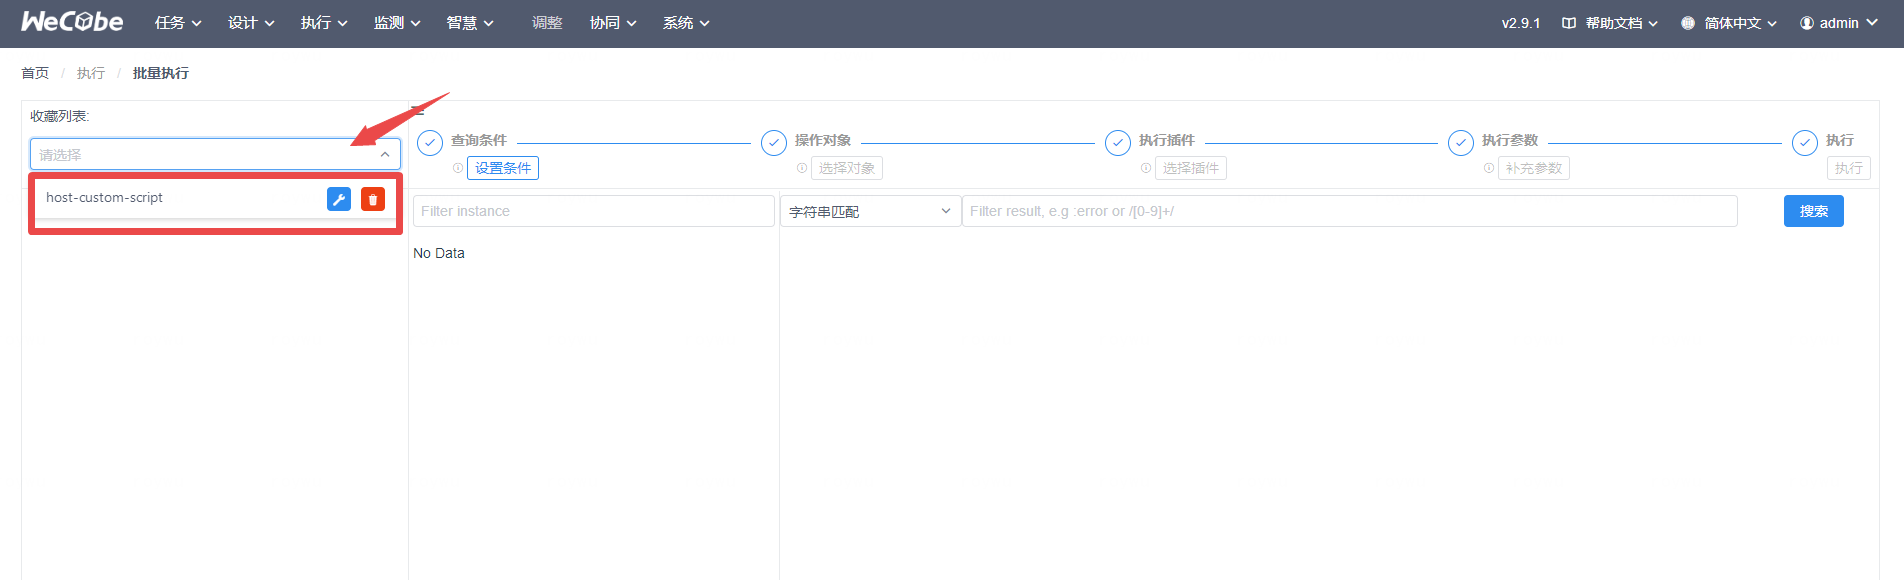 WeCube 任务 设计 执行 监测 智慧 调整 协同 系统 v2.9.1 帮助文档 简体中文 admin
首页 / 执行 / 批量执行
收藏列表:
请选择
host-custom-script
查询条件 操作对象 执行插件 执行参数 执行
设置条件 选择对象 选择插件 补充参数 执行
Filter instance 字符串匹配 Filter result, e.g :error or /[0-9]+/ 搜索
No Data